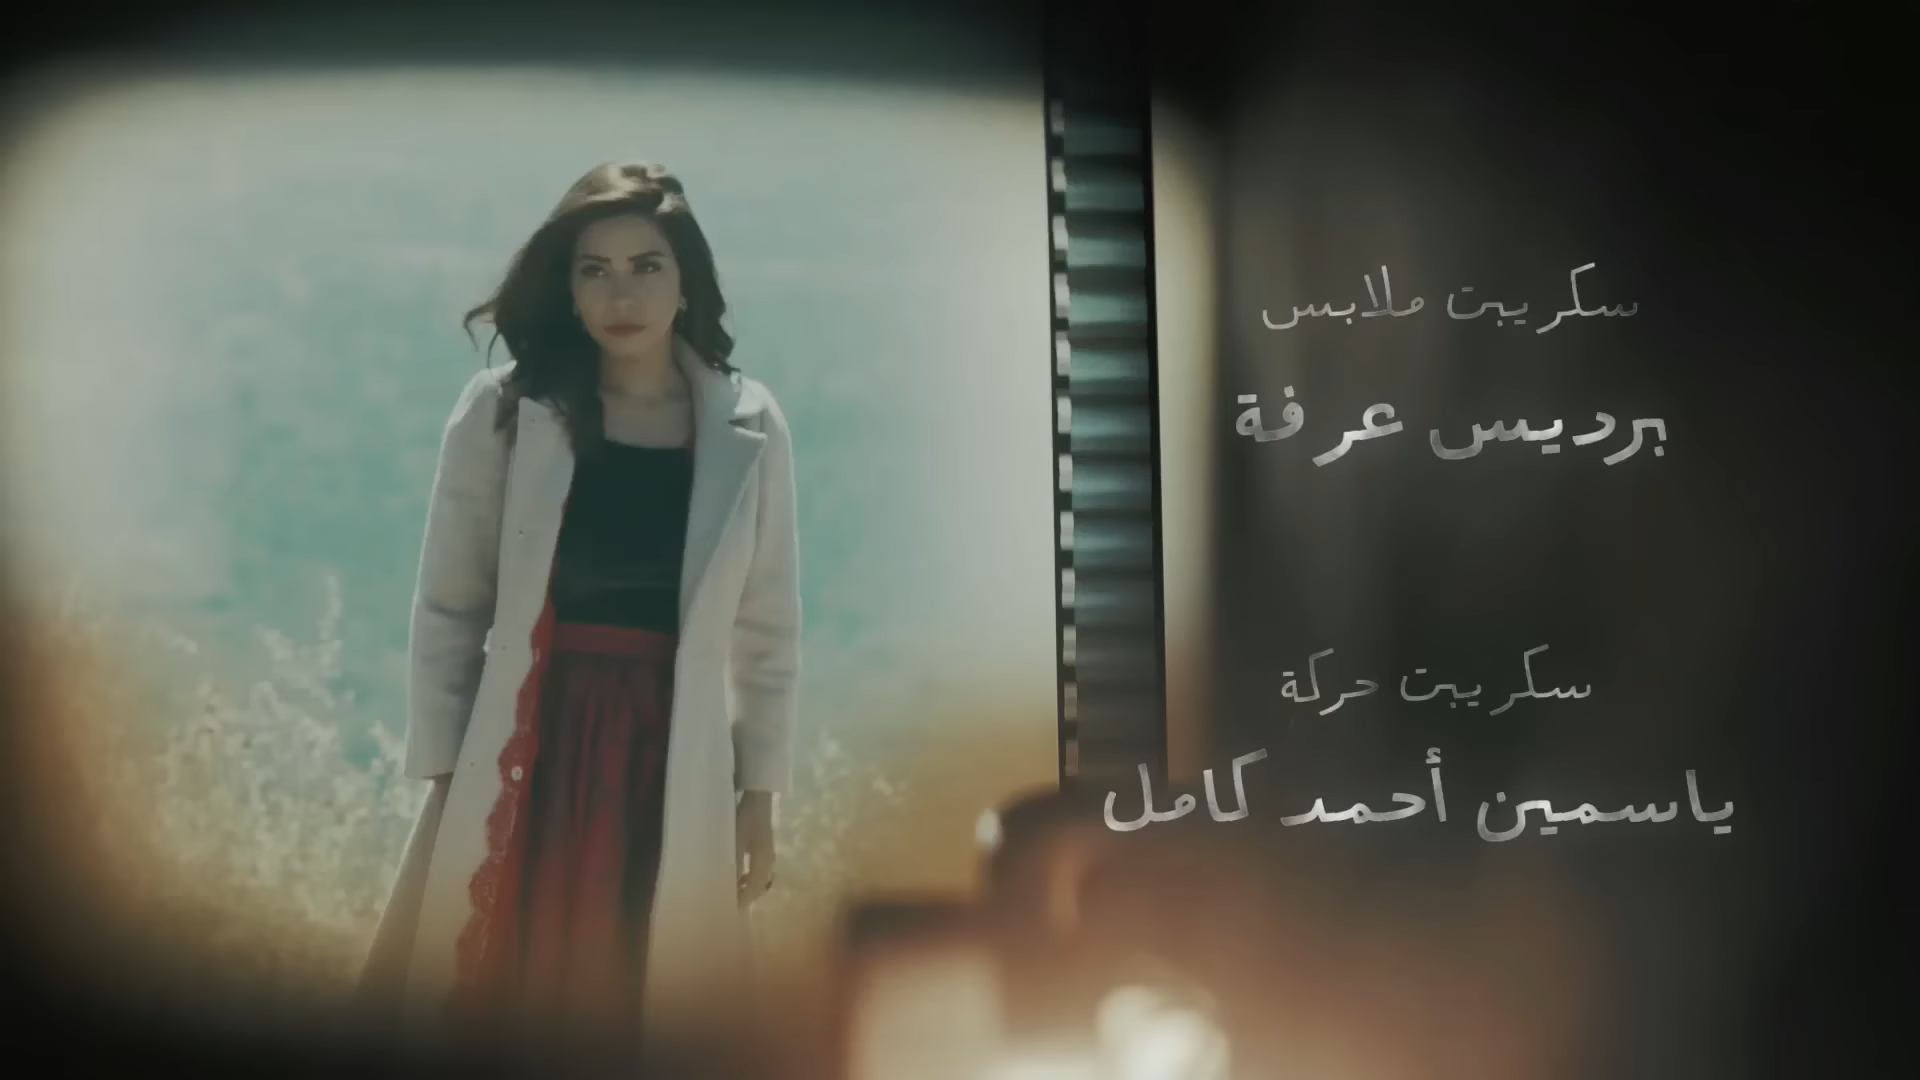 سكريبت ملابس
برديس عرفة
سكريبت حركة
ياسمين أحمد كامل